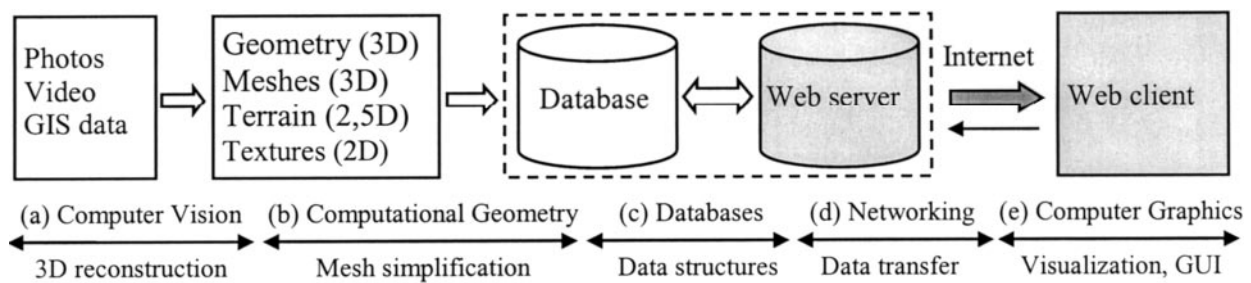 Photos
Video
GIS data
Geometry (3D)
Meshes (3D)
Terrain (2,5D)
Textures (2D)
Database
Web server
Internet
Web client
(a) Computer Vision
(b) Computational Geometry
(c) Databases
(d) Networking
(e) Computer Graphics
3D reconstruction
Mesh simplification
Data structures
Data transfer
Visualization, GUI